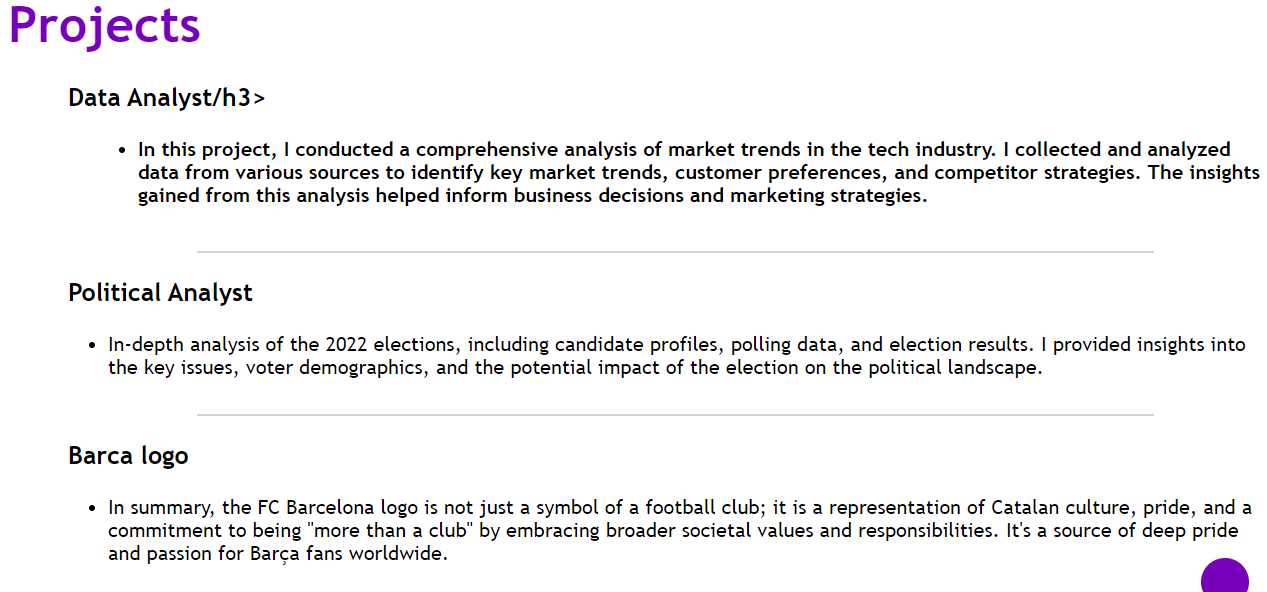 Projects
Data Analyst/h3>
• In this project, I conducted a comprehensive analysis of market trends in the tech industry. I collected and analyzed
data from various sources to identify key market trends, customer preferences, and competitor strategies. The insights
gained from this analysis helped inform business decisions and marketing strategies.
Political Analyst
• In-depth analysis of the 2022 elections, including candidate profiles, polling data, and election results. I provided insights into
the key issues, voter demographics, and the potential impact of the election on the political landscape.
Barca logo
• In summary, the FC Barcelona logo is not just a symbol of a football club; it is a representation of Catalan culture, pride, and a
commitment to being "more than a club" by embracing broader societal values and responsibilities. It's a source of deep pride
and passion for Barça fans worldwide.